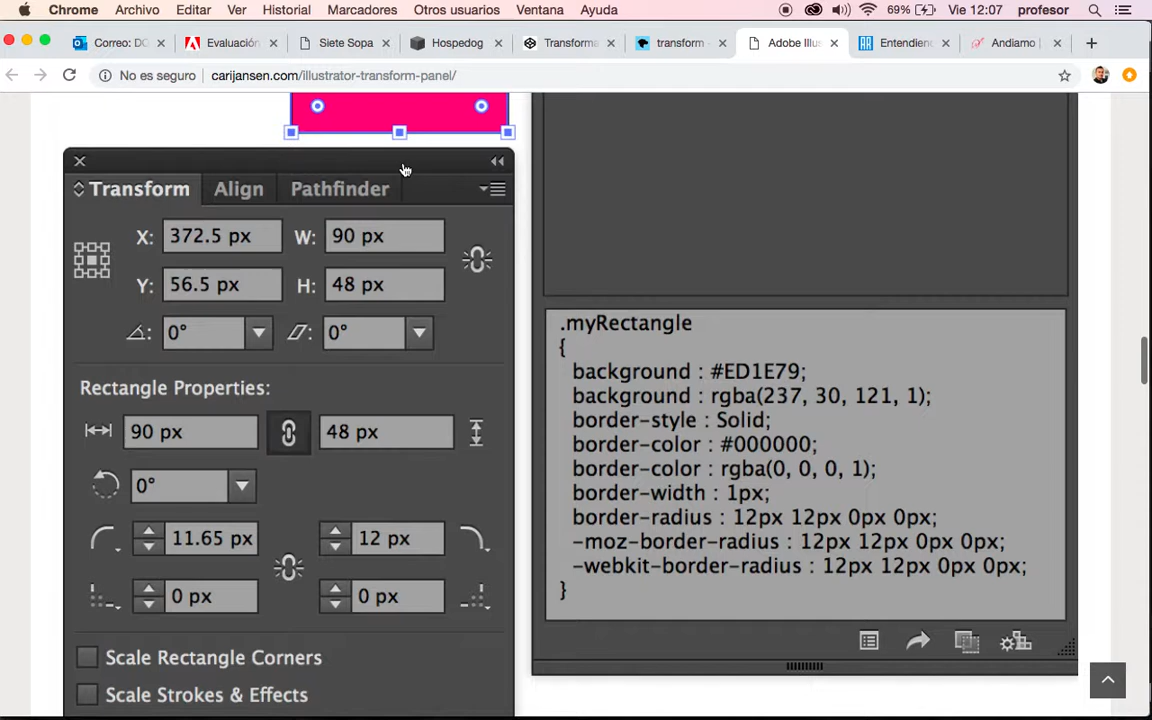 Chrome Archivo Editar Ver Historial Marcadores Otros usuarios Ventana Ayuda 69% Vie 12:07 profesor
Correo: DC Evaluación Siete Sopa Hospedog Transforma transform - Adobe Illus Entendien Andiamo |
No es seguro | carijansen.com/illustrator-transform-panel/
Transform Align Pathfinder
X: 372.5 px W: 90 px
Y: 56.5 px H: 48 px
0° 0°
Rectangle Properties:
90 px 48 px
0°
11.65 px 12 px
0 px 0 px
Scale Rectangle Corners
Scale Strokes & Effects
.myRectangle
{
background : #ED1E79;
background : rgba(237, 30, 121, 1);
border-style : Solid;
border-color : #000000;
border-color : rgba(0, 0, 0, 1);
border-width : 1px;
border-radius : 12px 12px 0px 0px;
-moz-border-radius : 12px 12px 0px 0px;
-webkit-border-radius : 12px 12px 0px 0px;
}